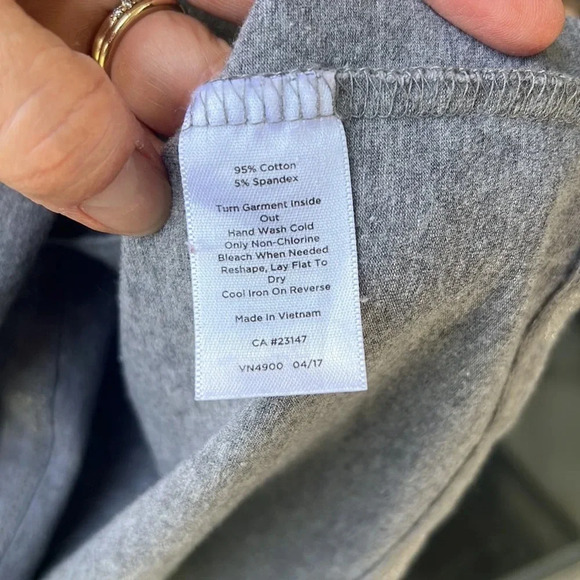 95% Cotton
5% Spandex
Turn Garment Inside
Out
Hand Wash Cold
Only Non-Chlorine
Bleach When Needed
Reshape, Lay Flat To
Dry
Cool Iron On Reverse
Made in Vietnam
CA #23147
VN4900 04/17